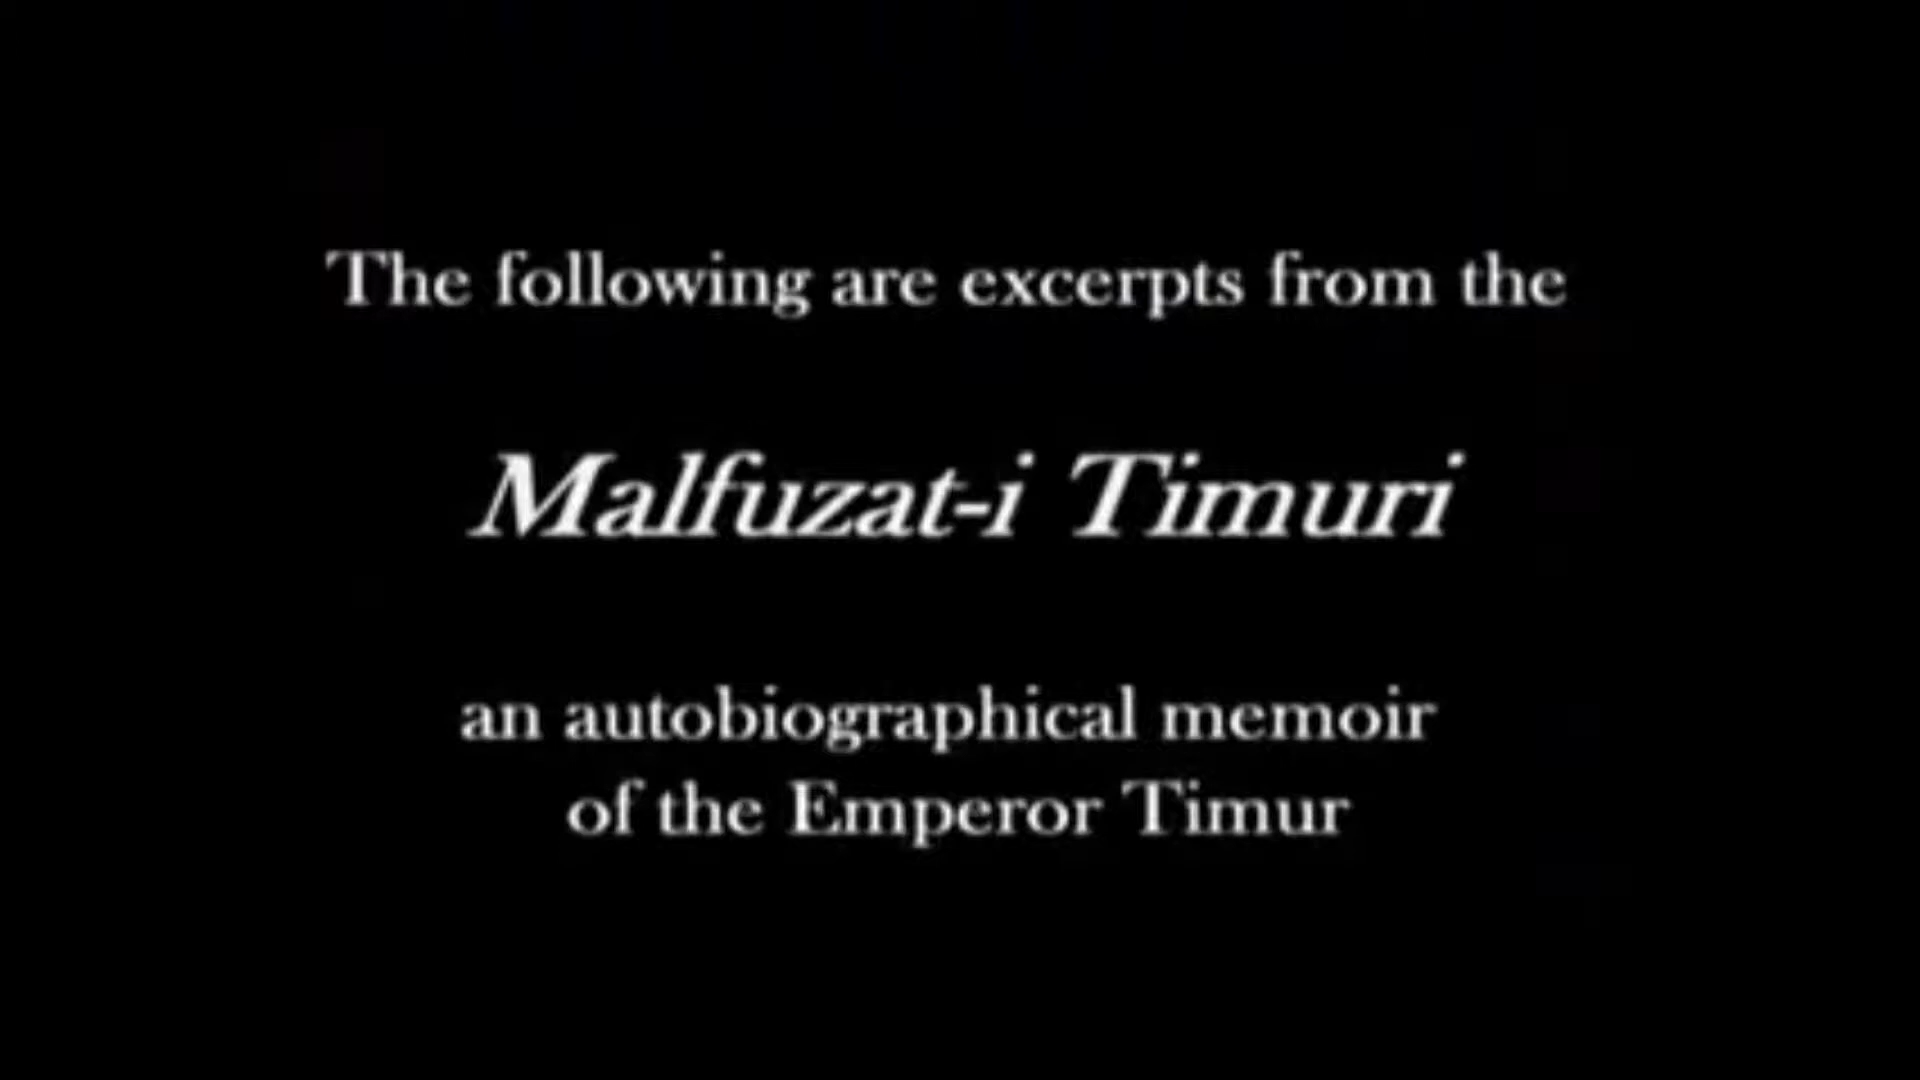 The following are excerpts from the
Malfuzat-i Timuri
an autobiographical memoir
of the Emperor Timur